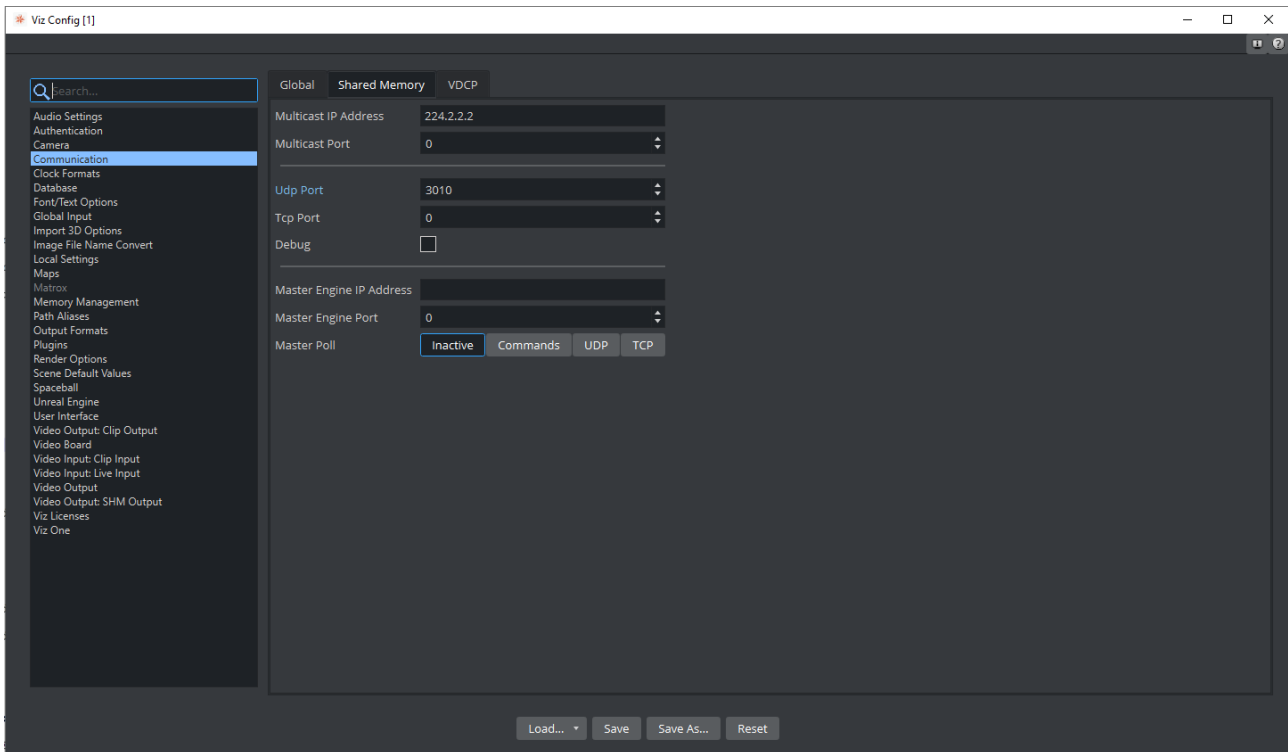 Viz Config [1]
Search...
Audio Settings
Authentication
Camera
Communication
Clock Formats
Database
Font/Text Options
Global Input
Import 3D Options
Image File Name Convert
Local Settings
Maps
Matrox
Memory Management
Path Aliases
Output Formats
Plugins
Render Options
Scene Default Values
Spaceball
Unreal Engine
User Interface
Video Output: Clip Output
Video Board
Video Input: Clip Input
Video Input: Live Input
Video Output
Video Output: SHM Output
Viz Licenses
Viz One
Global Shared Memory VDCP
Multicast IP Address 224.2.2.2
Multicast Port 0
Udp Port 3010
Tcp Port 0
Debug
Master Engine IP Address
Master Engine Port 0
Master Poll Inactive Commands UDP TCP
Load... Save Save As... Reset